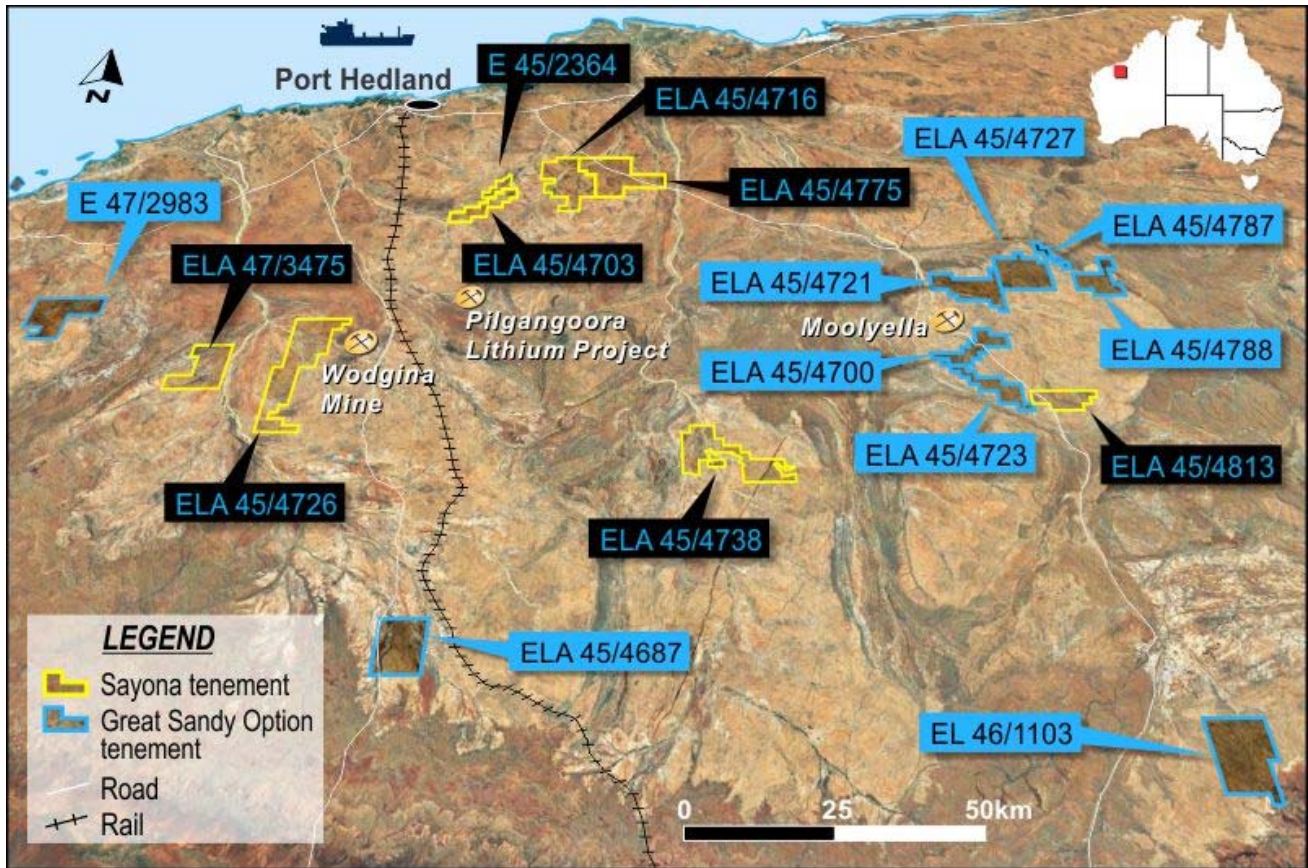 E 45/2364
Port Hedland
N
ELA 45/4716
ELA 45/4727
E 47/2983
ELA 45/4775
ELA 45/4787
ELA 47/3475
ELA 45/4703
ELA 45/4721
Pilgangoora
Lithium Project
Moolyella
Wodgina
Mine
ELA 45/4700
ELA 45/4788
ELA 45/4723
ELA 45/4813
ELA 45/4726
ELA 45/4738
LEGEND
Sayona tenement
Great Sandy Option
tenement
Road
Rail
ELA 45/4687
EL 46/1103
0 25 50km